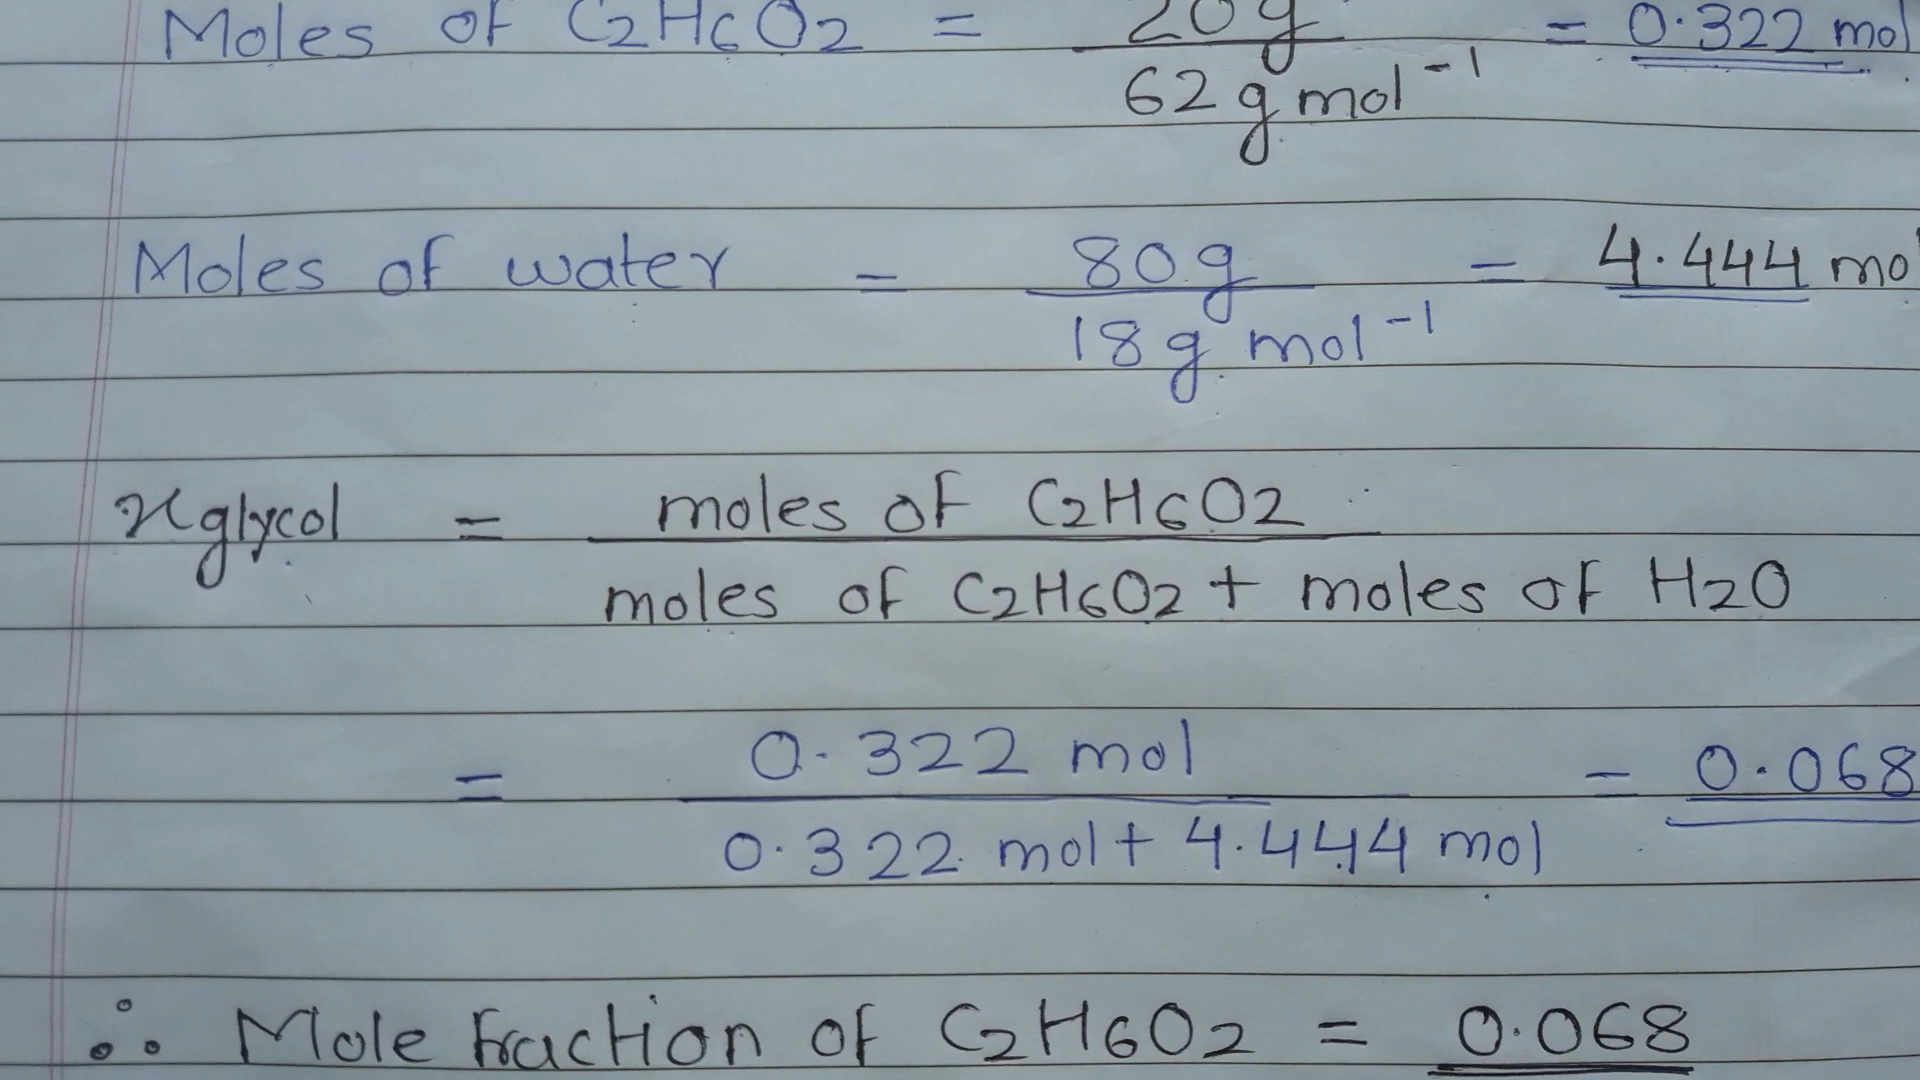 Moles of C2H6O2 = 20g = 0.322 mol
62 g mol-1
Moles of water = 80g = 4.444 mo
18 g mol-1
xglycol = moles of C2H6O2
moles of C2H6O2 + moles of H2O
= 0.322 mol = 0.068
0.322 mol + 4.444 mol
∴ Mole fraction of C2H6O2 = 0.068